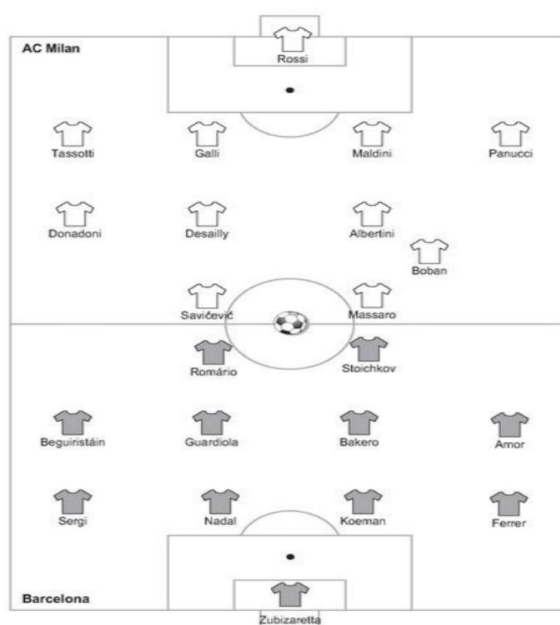 AC Milan
Rossi
Tassotti Galli Maldini Panucci
Donadoni Desailly Albertini
Boban
Savičevič Massaro
Romário Stoichkov
Beguiristáin Guardiola Bakero Amor
Sergi Nadal Koeman Ferrer
Barcelona
Zubizaretta